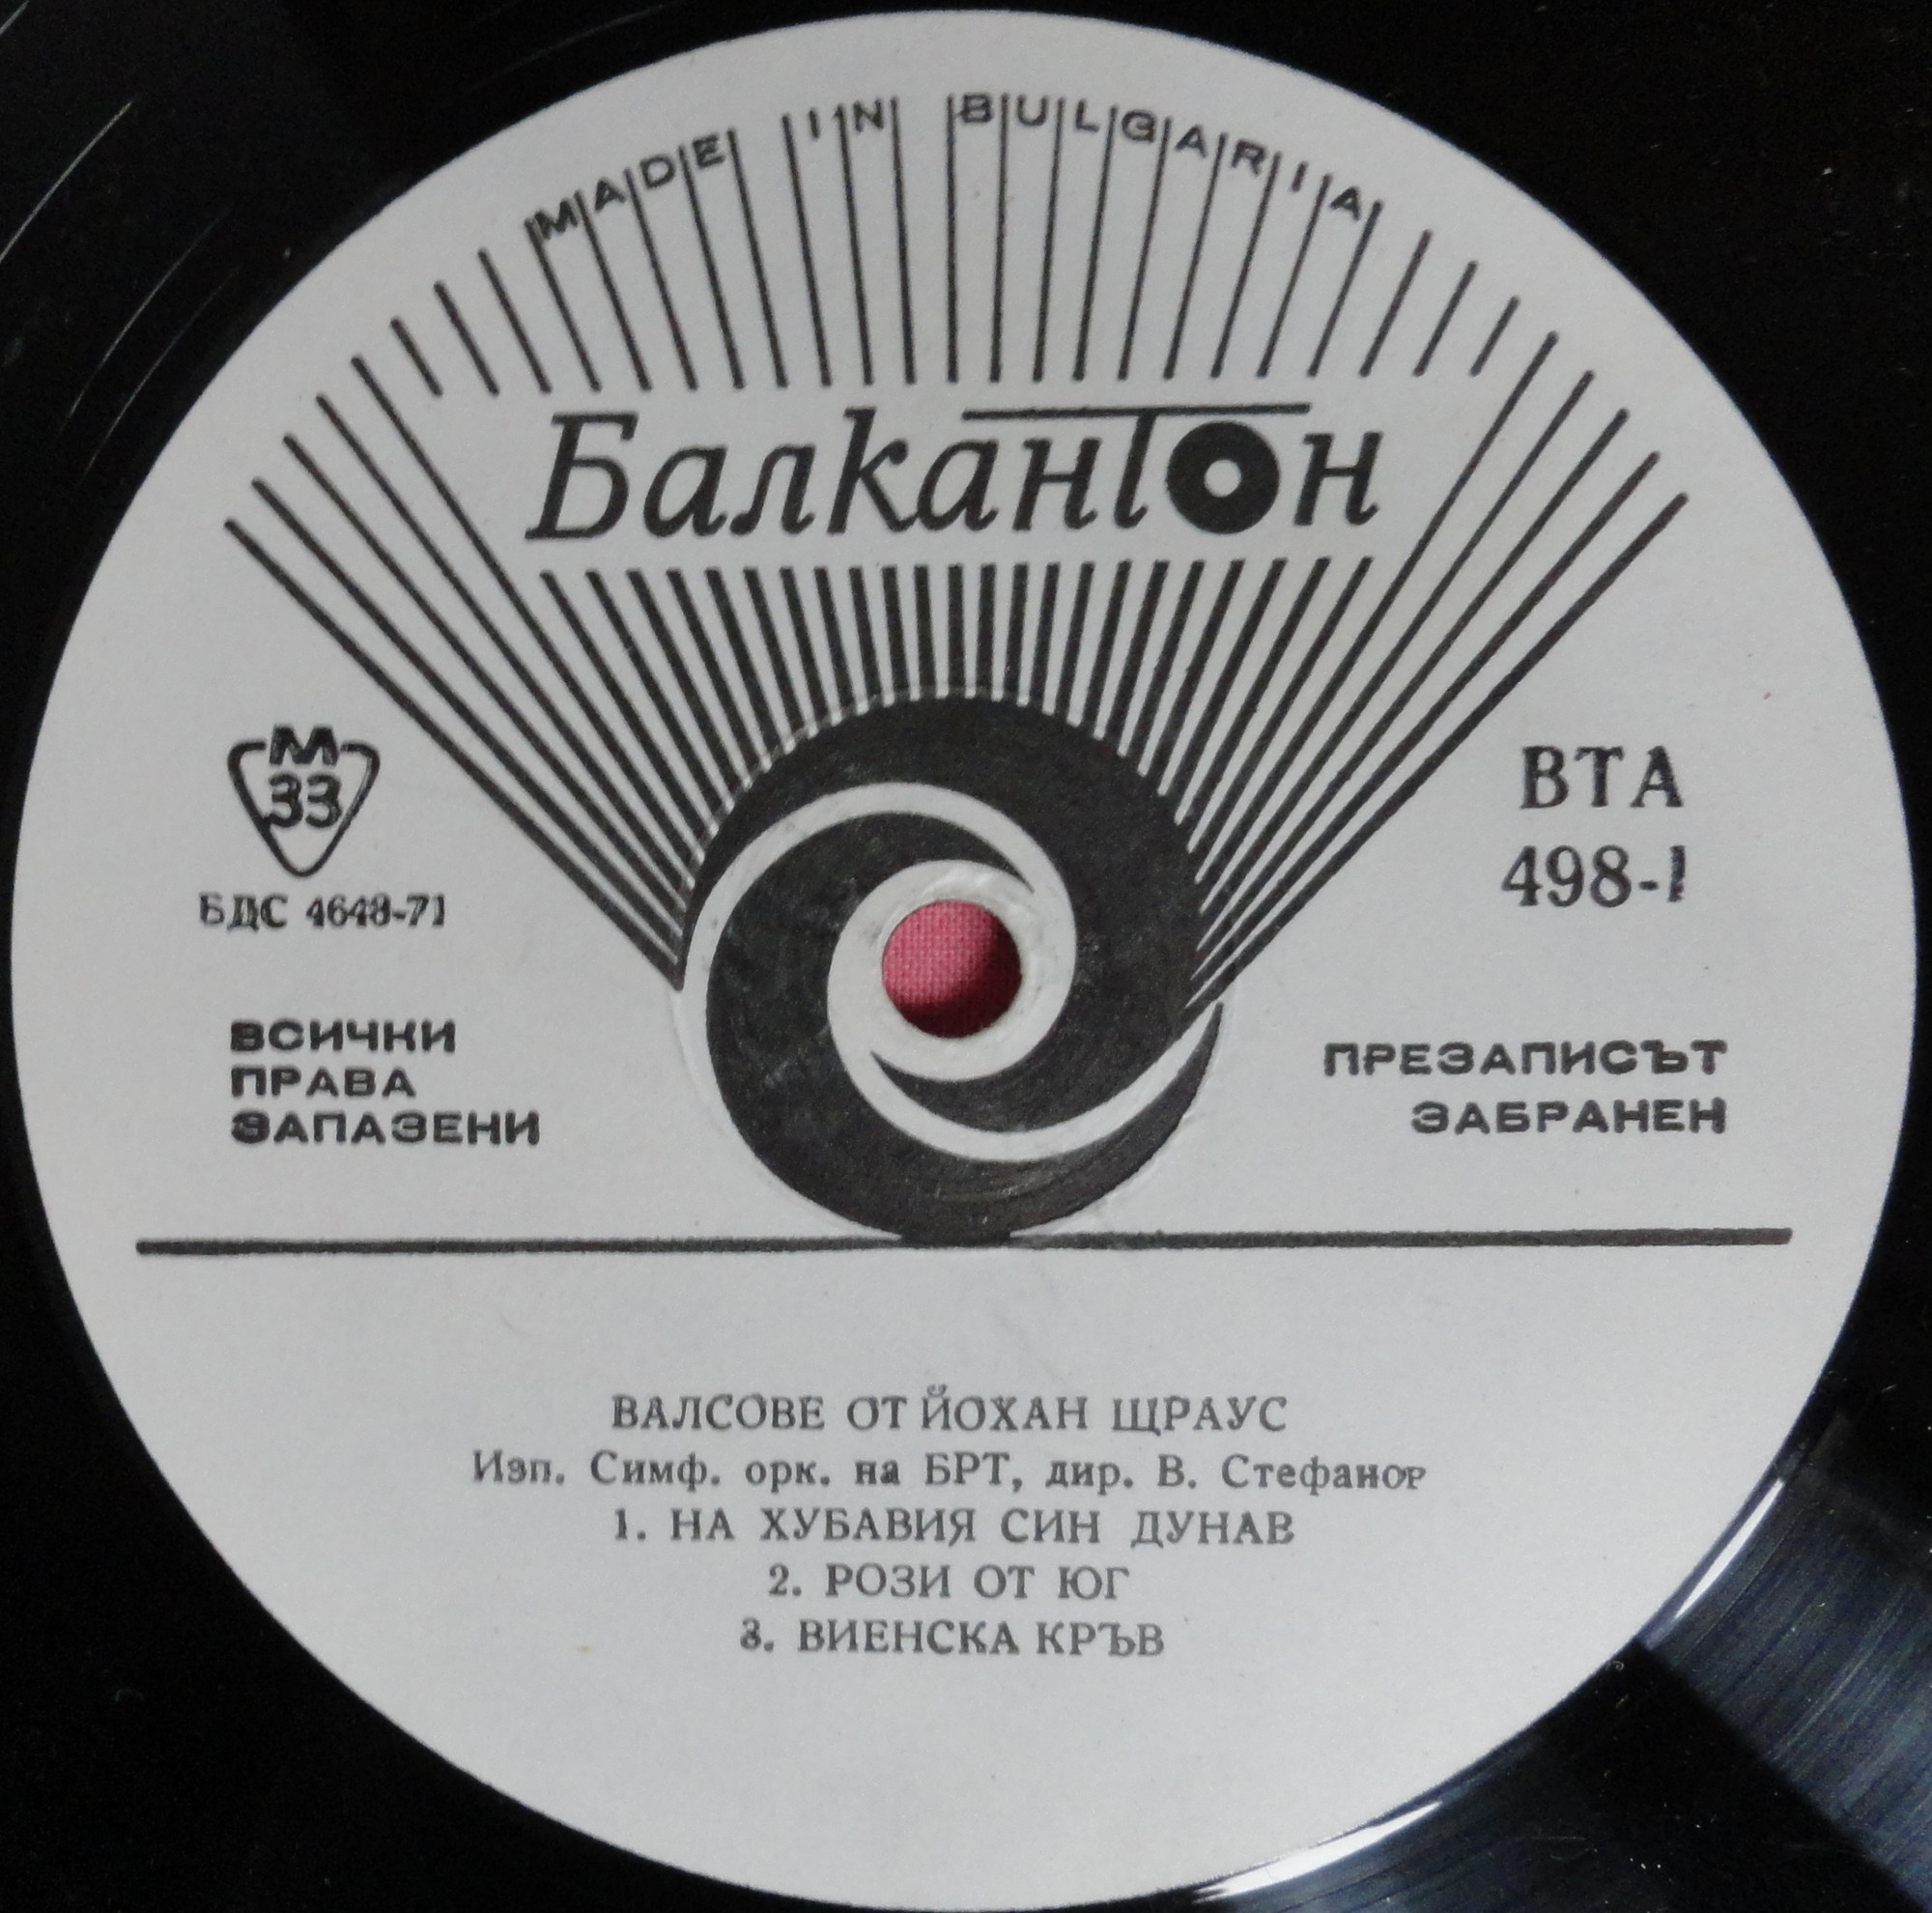 MADE IN BULGARIA
Балкантон
М
33
БДС 4648-71
ВТА
498-1
ВСИЧКИ
ПРАВА
ЗАПАЗЕНИ
ПРЕЗАПИСЪТ
ЗАБРАНЕН
ВАЛСОВЕ ОТ ЙОХАН ЩРАУС
Изп. Симф. орк. на БРТ, дир. В. Стефанов
1. НА ХУБАВИЯ СИН ДУНАВ
2. РОЗИ ОТ ЮГ
3. ВИЕНСКА КРЪВ